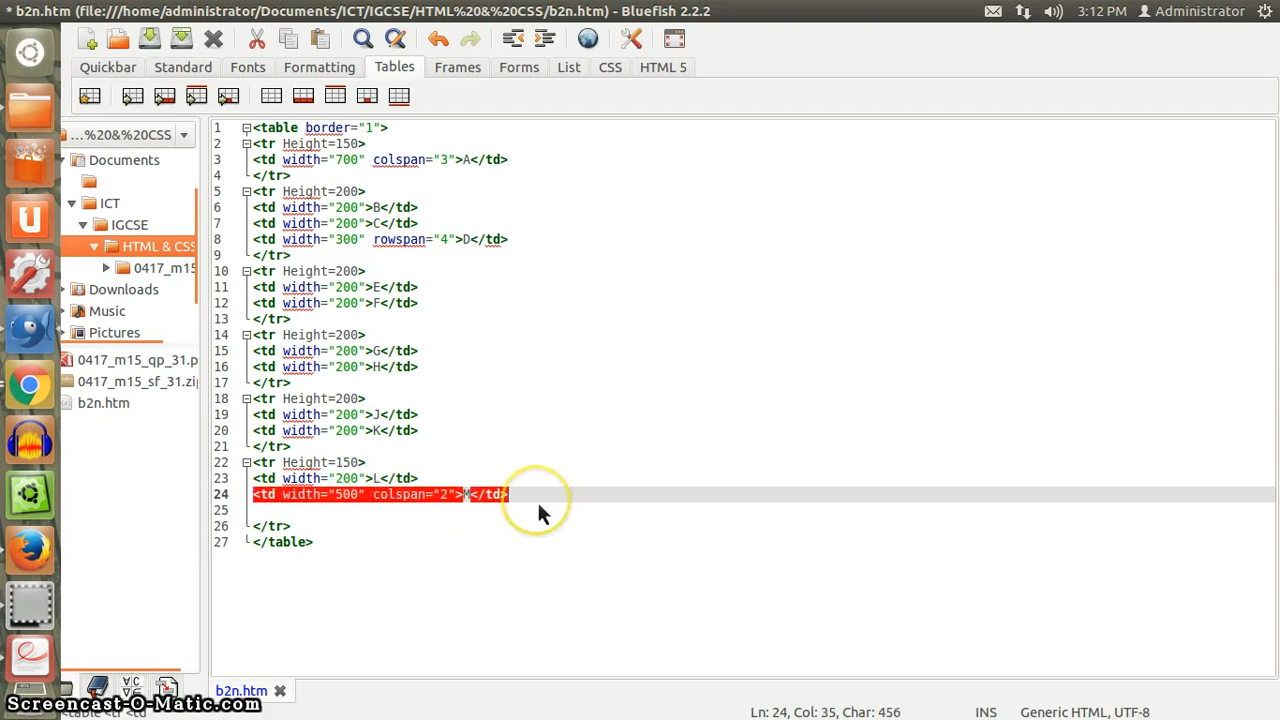 * b2n.htm (file:///home/administrator/Documents/ICT/IGCSE/HTML%20&%20CSS/b2n.htm) - Bluefish 2.2.2
3:12 PM
Administrator
Quickbar
Standard
Fonts
Formatting
Tables
Frames
Forms
List
CSS
HTML 5
...%20&%20CSS
Documents
ICT
IGCSE
HTML & CSS
0417_m15
Downloads
Music
Pictures
0417_m15_qp_31.p
0417_m15_sf_31.zi
b2n.htm
1 <table border="1">
2 <tr Height=150>
3 <td width="700" colspan="3">A</td>
4 </tr>
5 <tr Height=200>
6 <td width="200">B</td>
7 <td width="200">C</td>
8 <td width="300" rowspan="4">D</td>
9 </tr>
10 <tr Height=200>
11 <td width="200">E</td>
12 <td width="200">F</td>
13 </tr>
14 <tr Height=200>
15 <td width="200">G</td>
16 <td width="200">H</td>
17 </tr>
18 <tr Height=200>
19 <td width="200">J</td>
20 <td width="200">K</td>
21 </tr>
22 <tr Height=150>
23 <td width="200">L</td>
24 <td width="500" colspan="2">M</td>
25
26 </tr>
27 </table>
b2n.htm
Screencast-O-Matic.com
Ln: 24, Col: 35, Char: 456
INS
Generic HTML, UTF-8